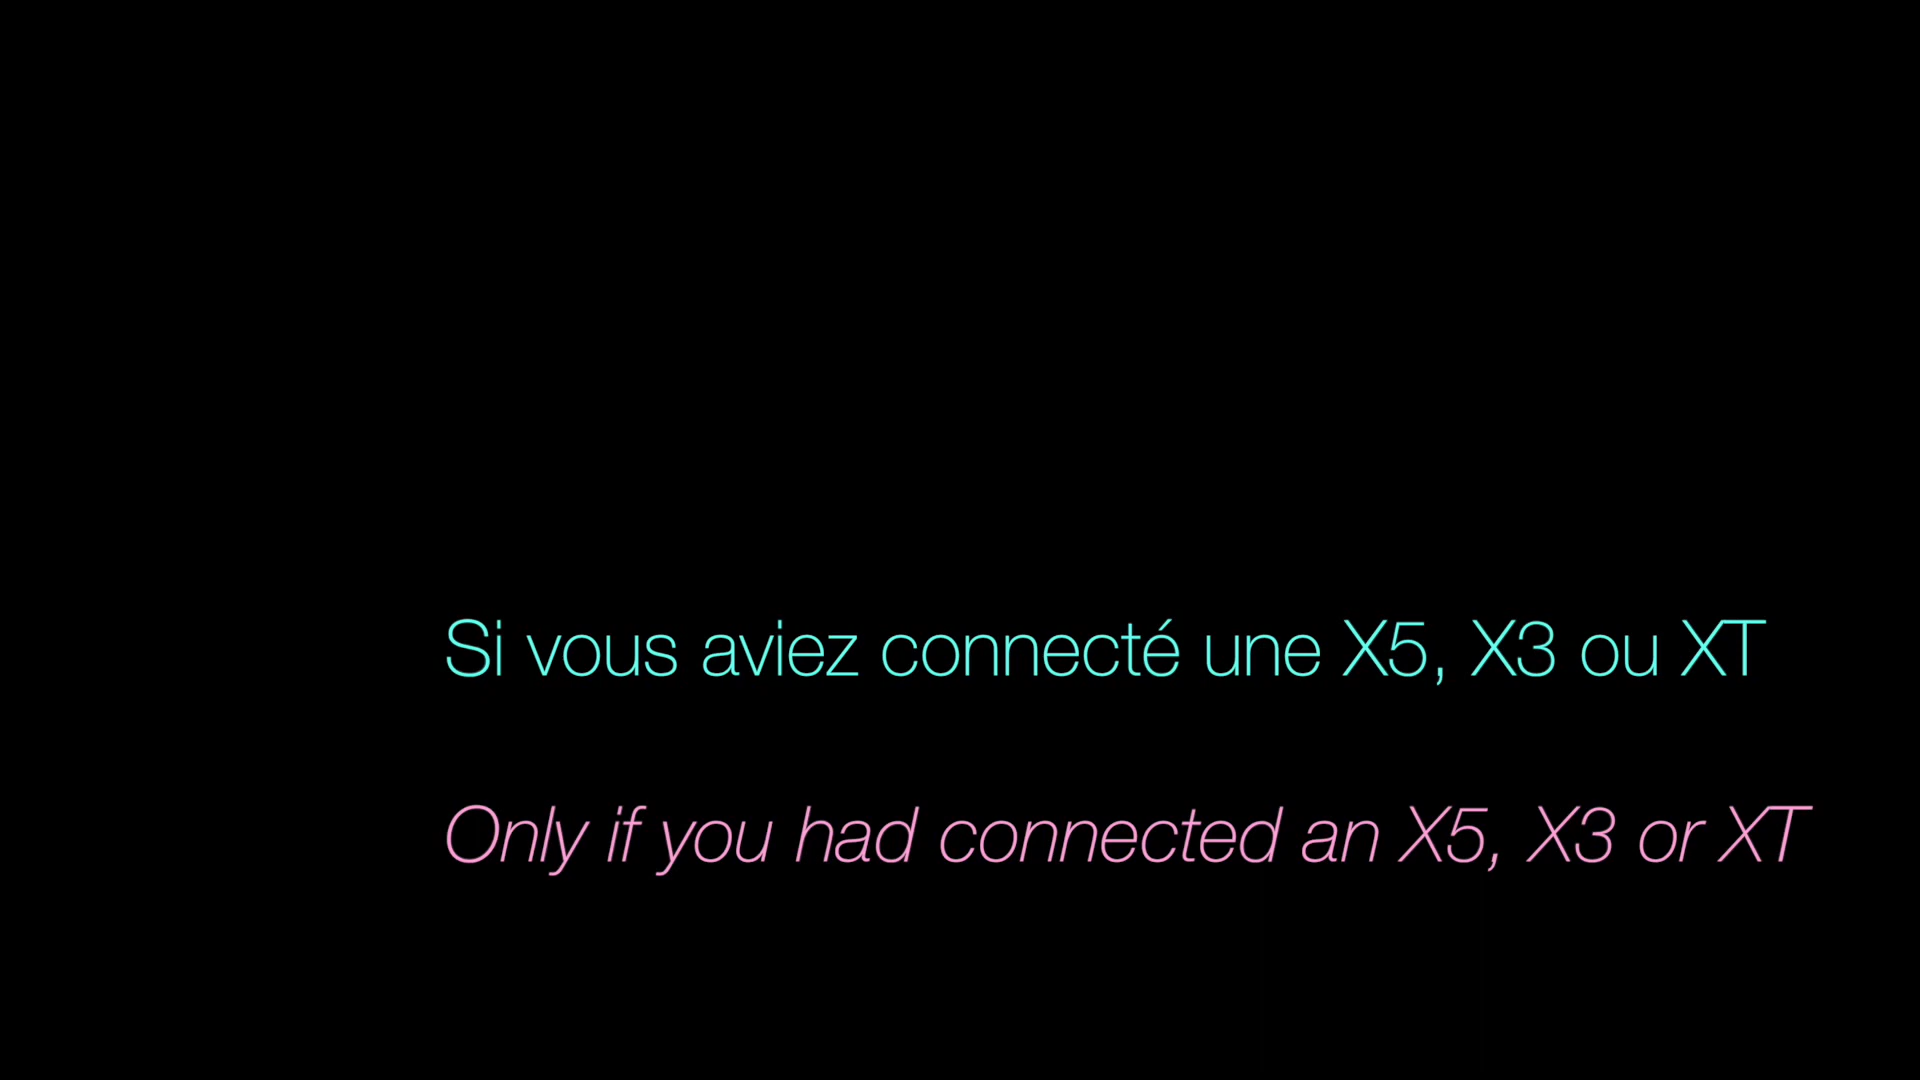 Si vous aviez connecté une X5, X3 ou XT
Only if you had connected an X5, X3 or XT